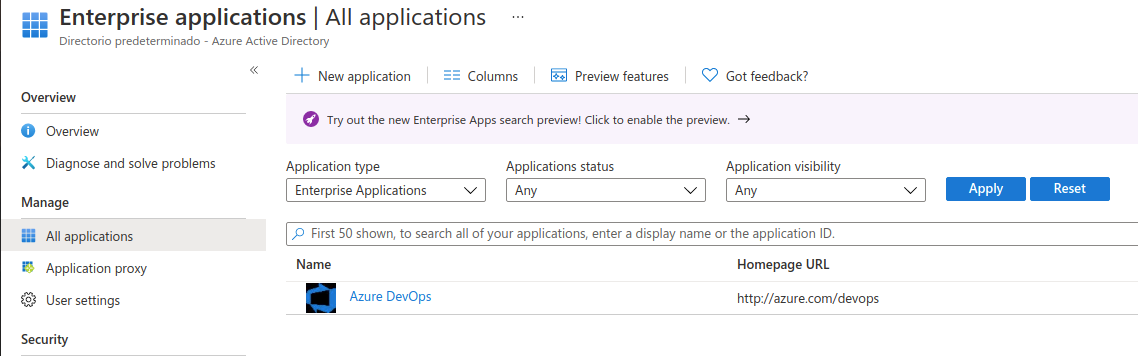 Enterprise applications | All applications ...
Directorio predeterminado - Azure Active Directory
«
+ New application
Columns
Preview features
Got feedback?
Overview
Overview
Diagnose and solve problems
Manage
All applications
Application proxy
User settings
Security
Try out the new Enterprise Apps search preview! Click to enable the preview. →
Application type
Applications status
Application visibility
Enterprise Applications
Any
Any
Apply
Reset
First 50 shown, to search all of your applications, enter a display name or the application ID.
Name
Homepage URL
Azure DevOps
http://azure.com/devops